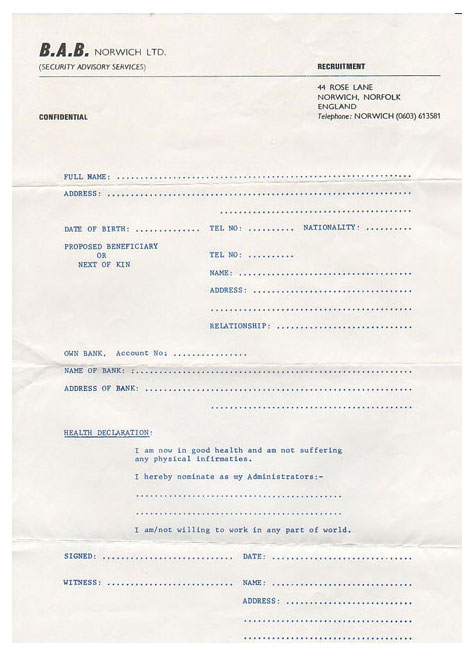 B.A.B. NORWICH LTD.
(SECURITY ADVISORY SERVICES)
RECRUITMENT
44 ROSE LANE
NORWICH, NORFOLK
ENGLAND
Telephone: NORWICH (0603) 613581
CONFIDENTIAL
FULL NAME: ..................................................
ADDRESS: ..................................................
..................................
DATE OF BIRTH: .............. TEL NO: ......... NATIONALITY: .........
PROPOSED BENEFICIARY
OR
NEXT OF KIN
TEL NO: .........
NAME: ..............................
ADDRESS: ..............................
..................................
RELATIONSHIP: ........................
OWN BANK. Account No: ...............
NAME OF BANK: :..............................................
ADDRESS OF BANK: ..............................................
..................................
HEALTH DECLARATION:
I am now in good health and am not suffering
any physical infirmaties.
I hereby nominate as my Administrators:-
....................................
....................................
I am/not willing to work in any part of world.
SIGNED: ........................ DATE: ........................
WITNESS: ........................ NAME: ........................
ADDRESS: ......................
.............................
.............................